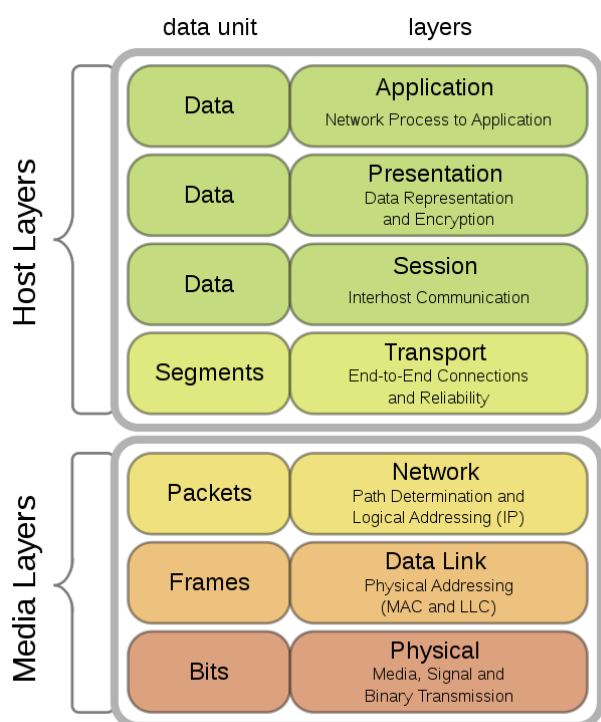 data unit
layers
Host Layers
Data
Application
Network Process to Application
Data
Presentation
Data Representation
and Encryption
Data
Session
Interhost Communication
Segments
Transport
End-to-End Connections
and Reliability
Media Layers
Packets
Network
Path Determination and
Logical Addressing (IP)
Frames
Data Link
Physical Addressing
(MAC and LLC)
Bits
Physical
Media, Signal and
Binary Transmission